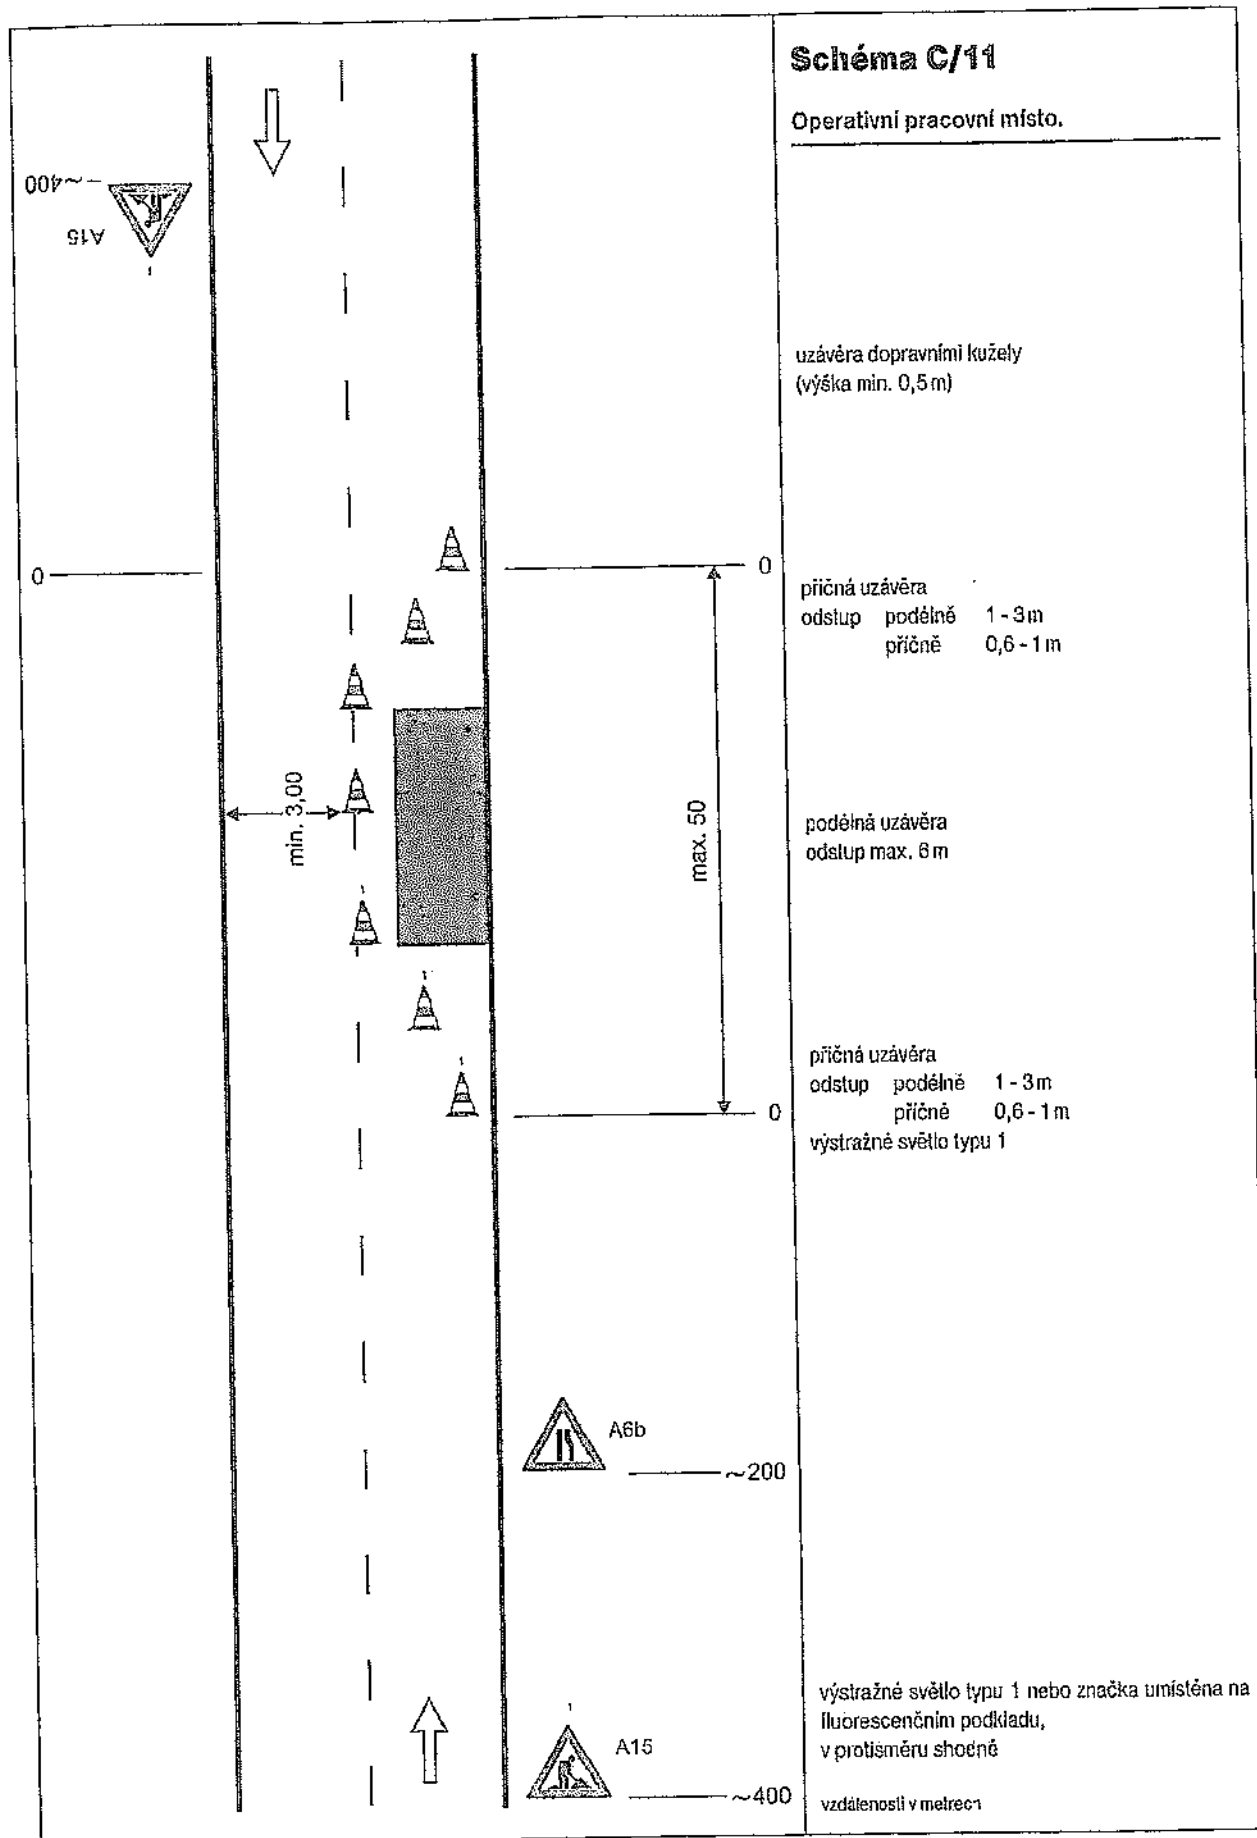 Schéma C/11
Operativní pracovní místo.
~400
A15
uzávěra dopravními kužely
(výška min. 0,5 m)
0
0
příčná uzávěra
odstup podélně 1 - 3 m
příčně 0,6 - 1 m
min. 3,00
max. 50
podélná uzávěra
odstup max. 6 m
příčná uzávěra
odstup podélně 1 - 3 m
příčně 0,6 - 1 m
0
výstražné světlo typu 1
A6b
~200
výstražné světlo typu 1 nebo značka umístěna na
fluorescenčním podkladu,
v protisměru shodně
A15
~400
vzdálenosti v metrech